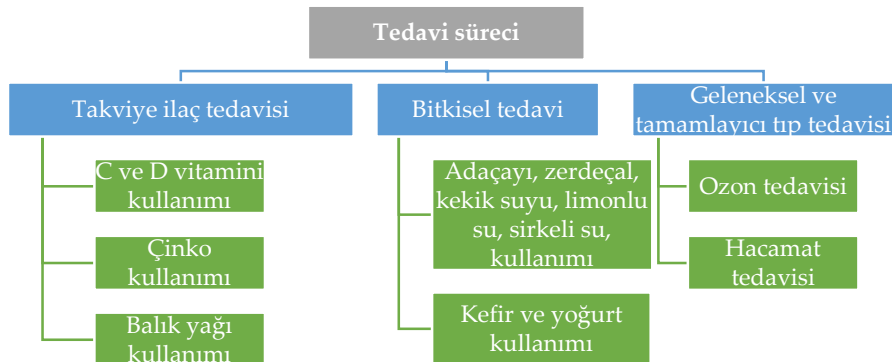 Tedavi süreci
Takviye ilaç tedavisi
C ve D vitamini
kullanımı
Çinko
kullanımı
Balık yağı
kullanımı
Bitkisel tedavi
Adaçayı, zerdeçal,
kekik suyu, limonlu
su, sirkeli su,
kullanımı
Kefir ve yoğurt
kullanımı
Geleneksel ve
tamamlayıcı tıp tedavisi
Ozon tedavisi
Hacamat
tedavisi